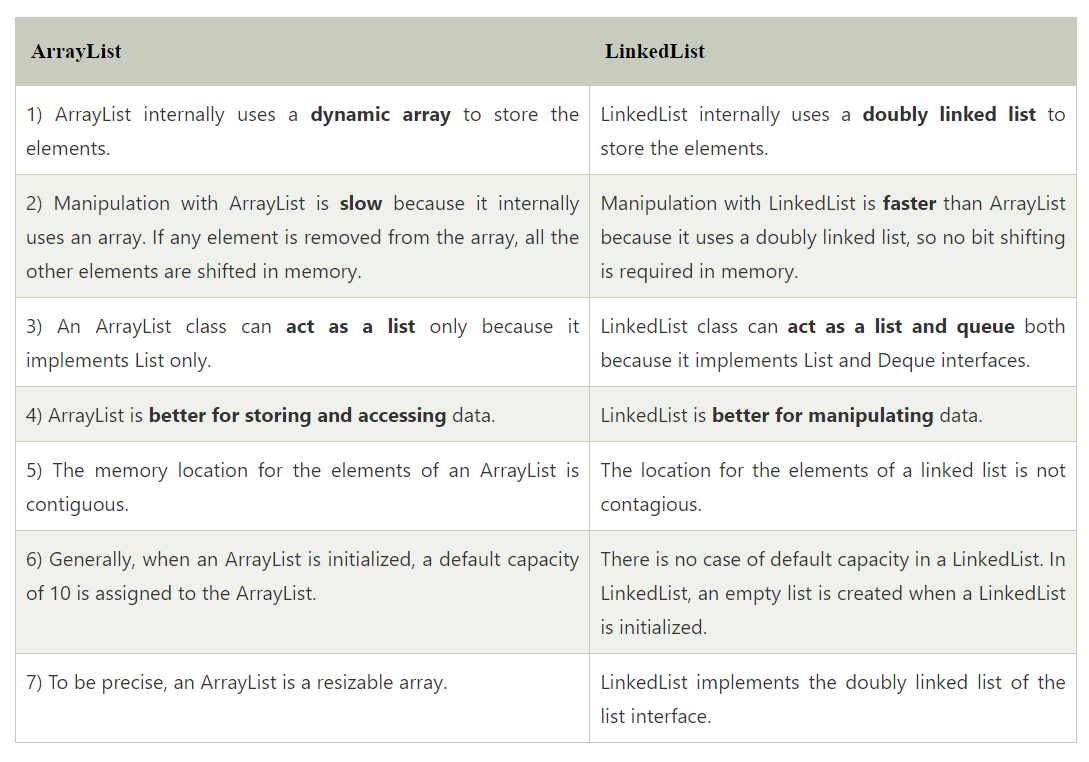 ArrayList
LinkedList
1) ArrayList internally uses a dynamic array to store the
elements.
LinkedList internally uses a doubly linked list to
store the elements.
2) Manipulation with ArrayList is slow because it internally
uses an array. If any element is removed from the array, all the
other elements are shifted in memory.
Manipulation with LinkedList is faster than ArrayList
because it uses a doubly linked list, so no bit shifting
is required in memory.
3) An ArrayList class can act as a list only because it
implements List only.
LinkedList class can act as a list and queue both
because it implements List and Deque interfaces.
4) ArrayList is better for storing and accessing data.
LinkedList is better for manipulating data.
5) The memory location for the elements of an ArrayList is
contiguous.
The location for the elements of a linked list is not
contagious.
6) Generally, when an ArrayList is initialized, a default capacity
of 10 is assigned to the ArrayList.
There is no case of default capacity in a LinkedList. In
LinkedList, an empty list is created when a LinkedList
is initialized.
7) To be precise, an ArrayList is a resizable array.
LinkedList implements the doubly linked list of the
list interface.